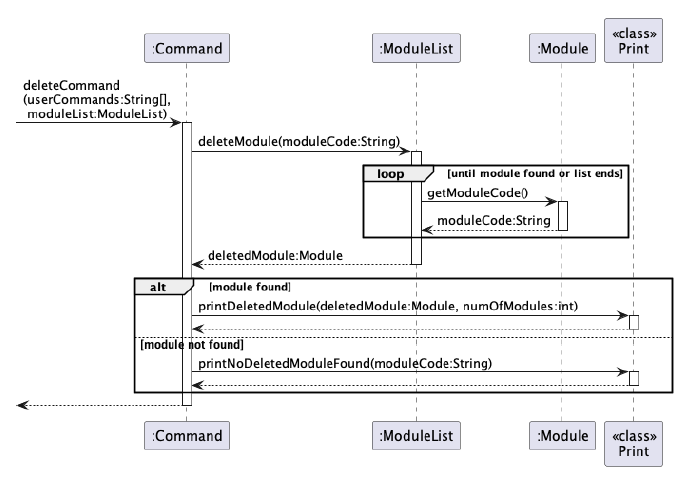 :Command
:ModuleList
:Module
«class»
Print
deleteCommand
(userCommands:String[],
moduleList:ModuleList)
deleteModule(moduleCode:String)
loop
[until module found or list ends]
getModuleCode()
moduleCode:String
deletedModule:Module
alt
[module found]
printDeletedModule(deletedModule:Module, numOfModules:int)
[module not found]
printNoDeletedModuleFound(moduleCode:String)
:Command
:ModuleList
:Module
«class»
Print